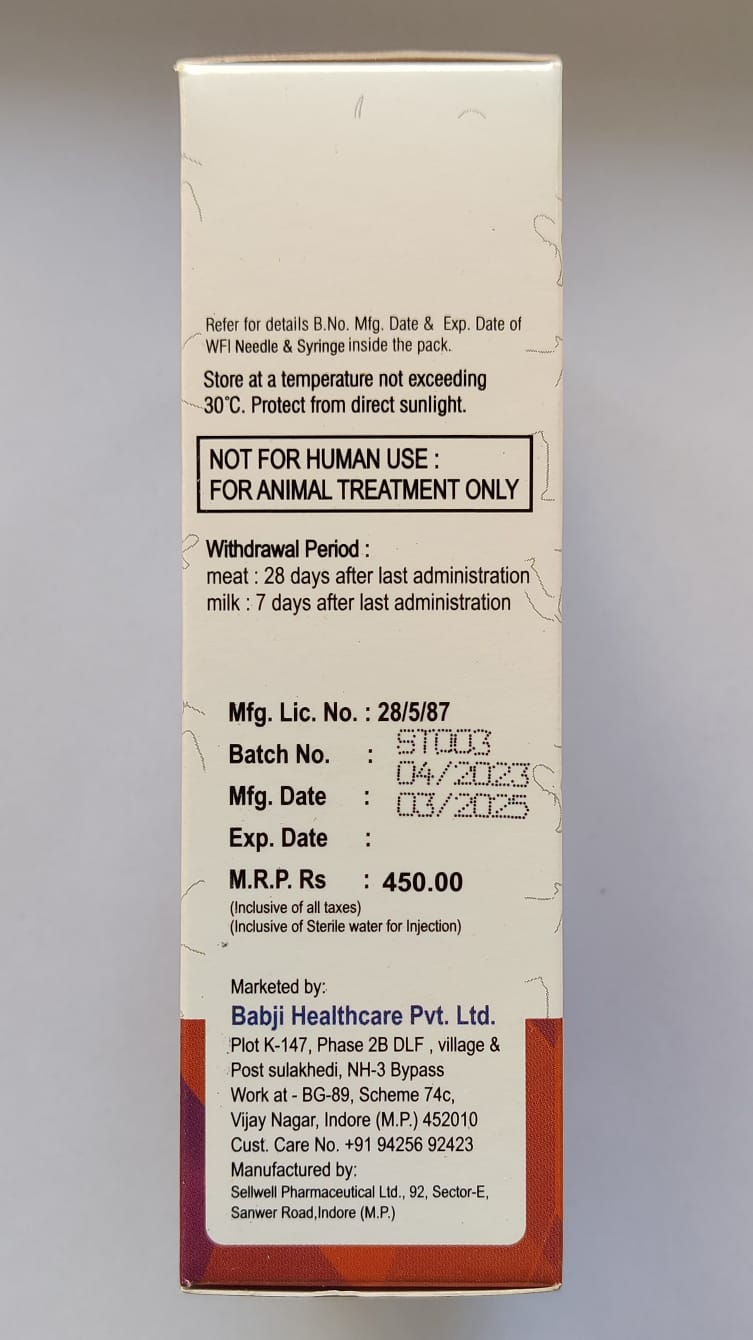 Refer for details B.No. Mfg. Date & Exp. Date of
WFI Needle & Syringe inside the pack.
Store at a temperature not exceeding
30°C. Protect from direct sunlight.
NOT FOR HUMAN USE :
FOR ANIMAL TREATMENT ONLY
Withdrawal Period :
meat : 28 days after last administration
milk : 7 days after last administration
Mfg. Lic. No. : 28/5/87
Batch No. : ST003
Mfg. Date : 04/2023
Exp. Date : 03/2025
M.R.P. Rs : 450.00
(Inclusive of all taxes)
(Inclusive of Sterile water for Injection)
Marketed by:
Babji Healthcare Pvt. Ltd.
Plot K-147, Phase 2B DLF , village &
Post sulakhedi, NH-3 Bypass
Work at - BG-89, Scheme 74c,
Vijay Nagar, Indore (M.P.) 452010
Cust. Care No. +91 94256 92423
Manufactured by:
Sellwell Pharmaceutical Ltd., 92, Sector-E,
Sanwer Road,Indore (M.P.)